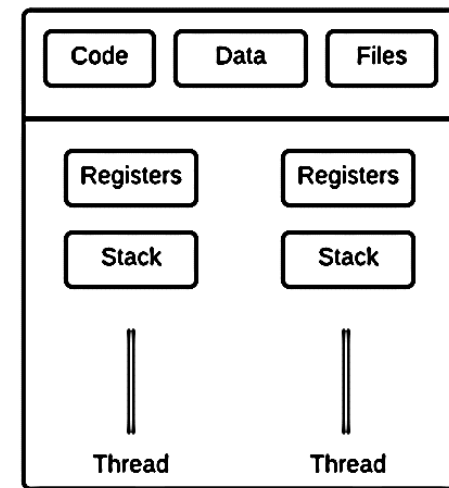 Code Data Files
Registers Registers
Stack Stack
Thread Thread